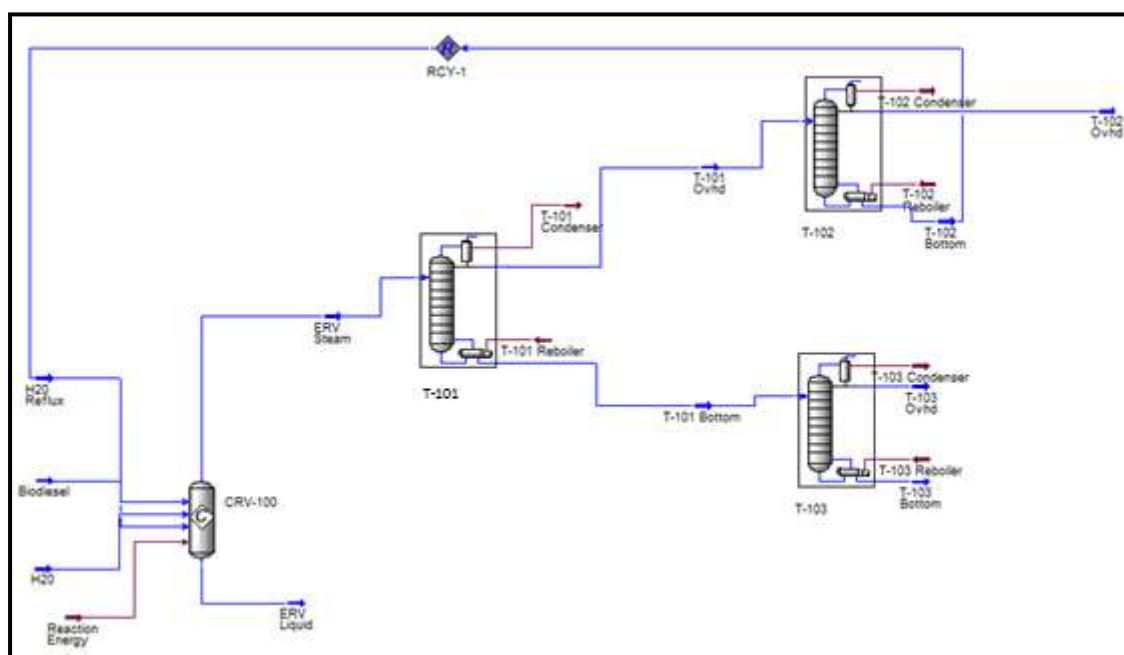 R
RCY-1
T-102 Condenser
T-102
Ovhd
T-101
Ovhd
T-102
Reboiler
T-102
Bottom
T-102
T-101
Condenser
ERV
Steam
T-101 Reboiler
T-101
T-103 Condenser
T-103
Ovhd
T-101 Bottom
T-103 Reboiler
T-103
Bottom
T-103
H20
Reflux
Biodiesel
CRV-100
C
H20
ERV
Liquid
Reaction
Energy